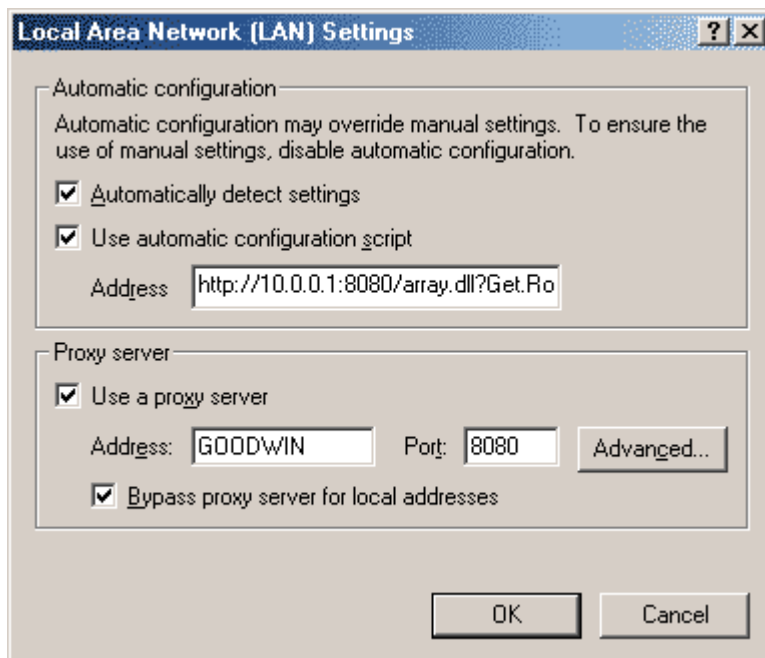 Local Area Network (LAN) Settings
Automatic configuration
Automatic configuration may override manual settings. To ensure the
use of manual settings, disable automatic configuration.
Automatically detect settings
Use automatic configuration script
Address http://10.0.0.1:8080/array.dll?Get.Ro
Proxy server
Use a proxy server
Address: GOODWIN Port: 8080 Advanced...
Bypass proxy server for local addresses
OK Cancel